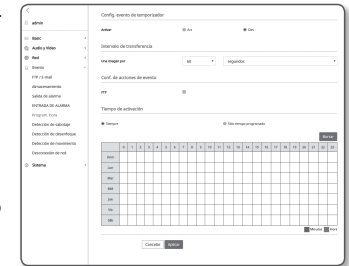 admin
Basic
Audio y Vídeo
Red
Evento
FTP / E-mail
Almacenamiento
Salida de alarma
ENTRADA DE ALARMA
Program hora
Detección de sabotaje
Detección de desenfoque
Detección de movimiento
Desconexión de red
Sistema
Config. evento de temporizador
Activar
Des
Intervalo de transferencia
Una imagen por
60
segundos
Conf. de acciones de evento
FTP
Tiempo de activación
Siempre
Sólo tiempo programado
Borrar
0 1 2 3 4 5 6 7 8 9 10 11 12 13 14 15 16 17 18 19 20 21 22 23
Dom
Lun
Mar
Mié
Jue
Vie
Sáb
Minutos
Hora
Cancelar
Aplicar